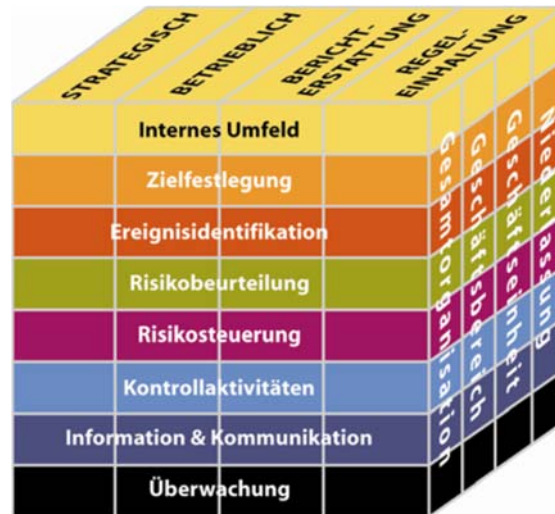 STRATEGISCH
BETRIEBLICH
BERICHT-
ERSTATTUNG
REGEL-
EINHALTUNG
Internes Umfeld
Zielfestlegung
Ereignisidentifikation
Risikobeurteilung
Risikosteuerung
Kontrollaktivitäten
Information & Kommunikation
Überwachung
Gesamtorganisation
Geschäftsbereich
Geschäftseinheit